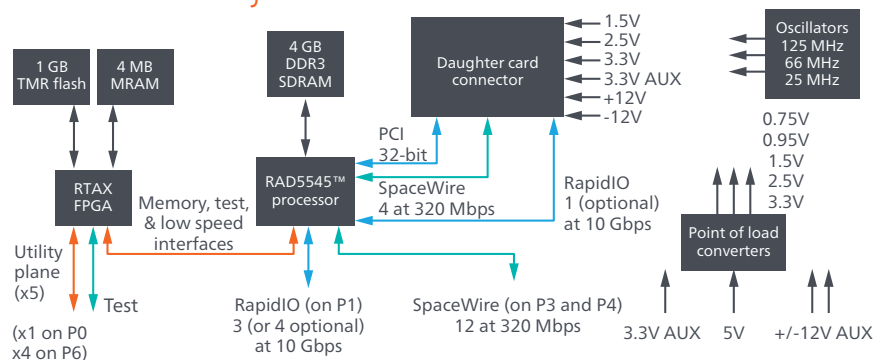 1 GB
TMR flash
4 MB
MRAM
4 GB
DDR3
SDRAM
Daughter card
connector
1.5V
2.5V
3.3V
3.3V AUX
+12V
-12V
Oscillators
125 MHz
66 MHz
25 MHz
PCI
32-bit
RTAX
FPGA
Memory, test,
& low speed
interfaces
RAD5545™
processor
SpaceWire
4 at 320 Mbps
RapidIO
1 (optional)
at 10 Gbps
0.75V
0.95V
1.5V
2.5V
3.3V
Point of load
converters
Utility
plane
(x5)
Test
(x1 on P0
x4 on P6)
RapidIO (on P1)
3 (or 4 optional)
at 10 Gbps
SpaceWire (on P3 and P4)
12 at 320 Mbps
3.3V AUX
5V
+/-12V AUX